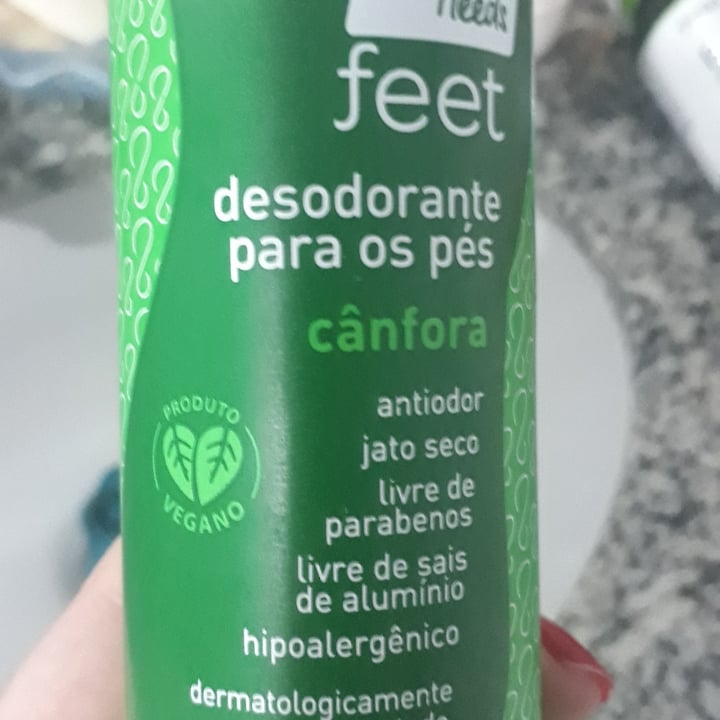 needs
feet
desodorante
para os pés
cânfora
antiodor
jato seco
livre de
parabenos
livre de sais
de alumínio
hipoalergênico
dermatologicamente
PRODUTO
VEGANO